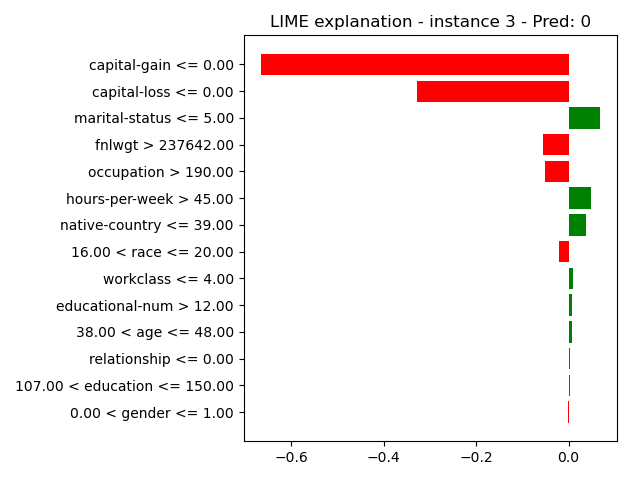 LIME explanation - instance 3 - Pred: 0
capital-gain <= 0.00
capital-loss <= 0.00
marital-status <= 5.00
fnlwgt > 237642.00
occupation > 190.00
hours-per-week > 45.00
native-country <= 39.00
16.00 < race <= 20.00
workclass <= 4.00
educational-num > 12.00
38.00 < age <= 48.00
relationship <= 0.00
107.00 < education <= 150.00
0.00 < gender <= 1.00
−0.6 −0.4 −0.2 0.0